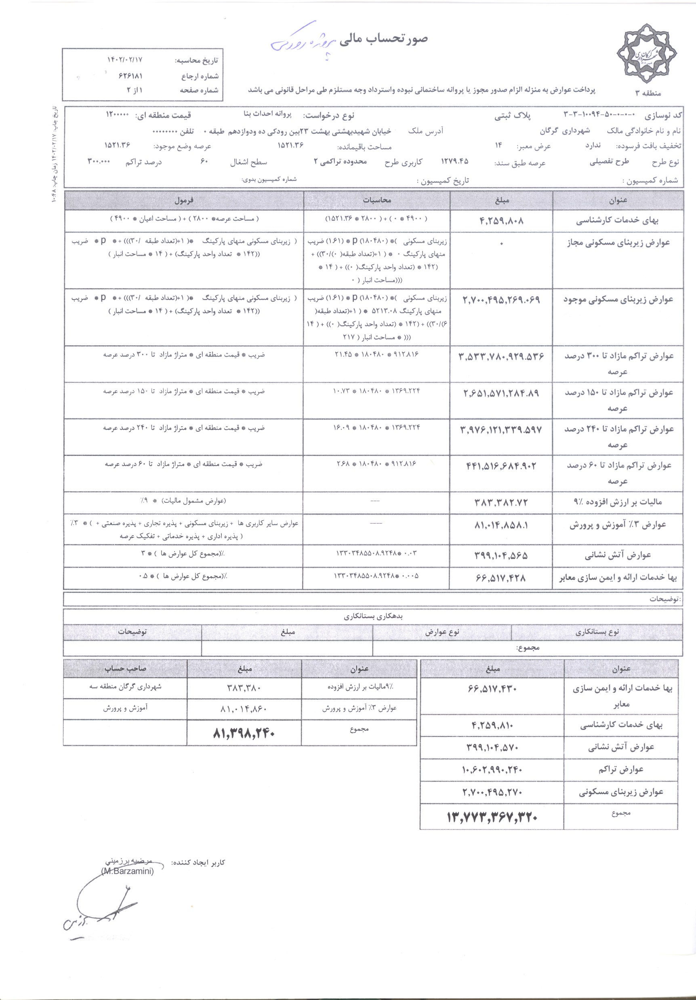 صورتحساب مالی پروژه رودکی
شهرداری گرگان
منطقه ۳
تاریخ محاسبه: ۱۴۰۲/۰۲/۱۷
شماره ارجاع ۶۲۶۱۸۱
شماره صفحه ۱از ۲
پرداخت عوارض به منزله الزام صدور مجوز یا پروانه ساختمانی نبوده واسترداد وجه مستلزم طی مراحل قانونی می باشد
تاریخ چاپ: ۱۴۰۲/۰۲/۱۷ زمان چاپ: ۱۰:۴۸
کد نوسازی ۳-۳-۱۰۰۹۴-۵۰-۰-۰-۰ پلاک ثبتی نوع درخواست: پروانه احداث بنا قیمت منطقه ای: ۱۲۰۰۰۰۰
نام و نام خانوادگی مالک شهرداری گرگان آدرس ملک خیابان شهیدبهشتی بهشت ۲۳بین رودکی ده ودوازدهم طبقه ۰ تلفن ۰۰۰۰۰۰۰۰
تخفیف بافت فرسوده: ندارد عرض معبر: ۱۴ مساحت باقیمانده: ۱۵۲۱.۳۶ عرصه وضع موجود: ۱۵۲۱.۳۶
نوع طرح طرح تفصیلی عرصه طبق سند: ۱۲۷۹.۴۵ کاربری طرح محدوده تراکمی ۲ سطح اشغال ۶۰ درصد تراکم ۳۰۰.۰۰۰
شماره کمیسیون : تاریخ کمیسیون : شماره کمیسیون بدوی:
عنوان مبلغ محاسبات فرمول
بهای خدمات کارشناسی ۴,۲۵۹,۸۰۸ (۱۵۲۱.۳۶ * ۲۸۰۰ ) + ( ۰ * ۴۹۰۰ ) ( مساحت عرصه* ۲۸۰۰ ) + ( مساحت اعیان * ۴۹۰۰ )
عوارض زیربنای مسکونی مجاز ۰ زیربنای مسکونی )* (۱۸۰۴۸۰) p * (۱.۶۱) ضریب ( زیربنای مسکونی منهای پارکینگ *( ۱+(تعداد طبقه /۳۰))) +* p * ضریب
منهای پارکینگ ۰ * ( ۱+(تعداد طبقه( ۰)/۳۰)) + ((۱۴۲ * تعداد واحد پارکینگ) + ( ۱۴ * مساحت انبار )
(۱۴۲ * (تعداد واحد پارکینگ( ۰)) + ( ۱۴ *
(((مساحت انبار ( ۰
عوارض زیربنای مسکونی موجود ۲,۷۰۰,۴۹۵,۲۶۹.۰۶۹ زیربنای مسکونی )* (۱۸۰۴۸۰) p * (۱.۶۱) ضریب ( زیربنای مسکونی منهای پارکینگ *( ۱+(تعداد طبقه /۳۰))) +* p * ضریب
منهای پارکینگ ۵۲۱۳.۰۸ * ( ۱+(تعداد طبقه( ((۱۴۲ * تعداد واحد پارکینگ) + ( ۱۴ * مساحت انبار )
۶)/۳۰)) + (۱۴۲ * (تعداد واحد پارکینگ( ۰)) + ( ۱۴
((( * مساحت انبار ( ۲۱۷
عوارض تراکم مازاد تا ۳۰۰ درصد ۳,۵۳۳,۷۸۰,۹۲۹.۵۳۶ ۲۱.۴۵ * ۱۸۰۴۸۰ * ۹۱۲.۸۱۶ ضریب * قیمت منطقه ای * متراژ مازاد تا ۳۰۰ درصد عرصه
عرصه
عوارض تراکم مازاد تا ۱۵۰ درصد ۲,۶۵۱,۵۷۱,۲۸۴.۸۹ ۱۰.۷۳ * ۱۸۰۴۸۰ * ۱۳۶۹.۲۲۴ ضریب * قیمت منطقه ای * متراژ مازاد تا ۱۵۰ درصد عرصه
عرصه
عوارض تراکم مازاد تا ۲۴۰ درصد ۳,۹۷۶,۱۲۱,۳۳۹.۵۹۷ ۱۶.۰۹ * ۱۸۰۴۸۰ * ۱۳۶۹.۲۲۴ ضریب * قیمت منطقه ای * متراژ مازاد تا ۲۴۰ درصد عرصه
عرصه
عوارض تراکم مازاد تا ۶۰ درصد ۴۴۱,۵۱۶,۶۸۴.۹۰۲ ۲.۶۸ * ۱۸۰۴۸۰ * ۹۱۲.۸۱۶ ضریب * قیمت منطقه ای * متراژ مازاد تا ۶۰ درصد عرصه
عرصه
مالیات بر ارزش افزوده ۹٪ ۳۸۳,۳۸۲.۷۲ --- (عوارض مشمول مالیات) * ۹٪
عوارض ۳٪ آموزش و پرورش ۸۱,۰۱۴,۸۵۸.۱ ---- عوارض سایر کاربری ها + زیربنای مسکونی + پذیره تجاری + پذیره صنعتی + )* ۳٪
( پذیره اداری + پذیره خدماتی + تفکیک عرصه
عوارض آتش نشانی ۳۹۹,۱۰۴,۵۶۵ ۱۳۳۰۳۴۸۵۵۰۸.۹۲۴۸* ۰.۰۳ ٪(مجموع کل عوارض ها )* ۳
بها خدمات ارائه و ایمن سازی معابر ۶۶,۵۱۷,۴۲۸ ۱۳۳۰۳۴۸۵۵۰۸.۹۲۴۸* ۰.۰۰۵ ٪(مجموع کل عوارض ها )* ۰.۵
:توضیحات
بدهکاری بستانکاری
نوع بستانکاری نوع عوارض مبلغ توضیحات
مجموع:
عنوان مبلغ
بها خدمات ارائه و ایمن سازی ۶۶,۵۱۷,۴۳۰
معابر
بهای خدمات کارشناسی ۴,۲۵۹,۸۱۰
عوارض آتش نشانی ۳۹۹,۱۰۴,۵۷۰
عوارض تراکم ۱۰,۶۰۲,۹۹۰,۲۴۰
عوارض زیربنای مسکونی ۲,۷۰۰,۴۹۵,۲۷۰
مجموع ۱۳,۷۷۳,۳۶۷,۳۲۰
عنوان مبلغ صاحب حساب
۹٪مالیات بر ارزش افزوده ۳۸۳,۳۸۰ شهرداری گرگان منطقه سه
عوارض ۳٪ آموزش و پرورش ۸۱,۰۱۴,۸۶۰ آموزش و پرورش
مجموع ۸۱,۳۹۸,۲۴۰
کاربر ایجاد کننده: مرضیه برزمینی
(M.Barzamini)